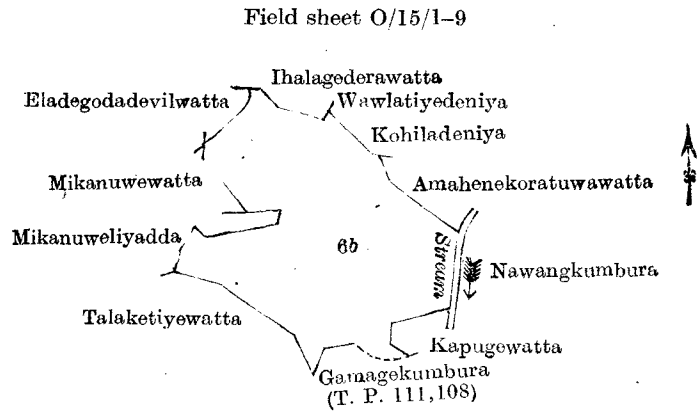 Field sheet O/15/1–9
Ihalagederawatta
Eladegodadevilwatta
Wawlatiyedeniya
Kohiladeniya
Mikanuwewatta
Amahenekoratuwawatta
Mikanuweliyadda
6b
Stream
Nawangkumbura
Talaketiyewatta
Kapugewatta
Gamagekumbura
(T. P. 111,108)